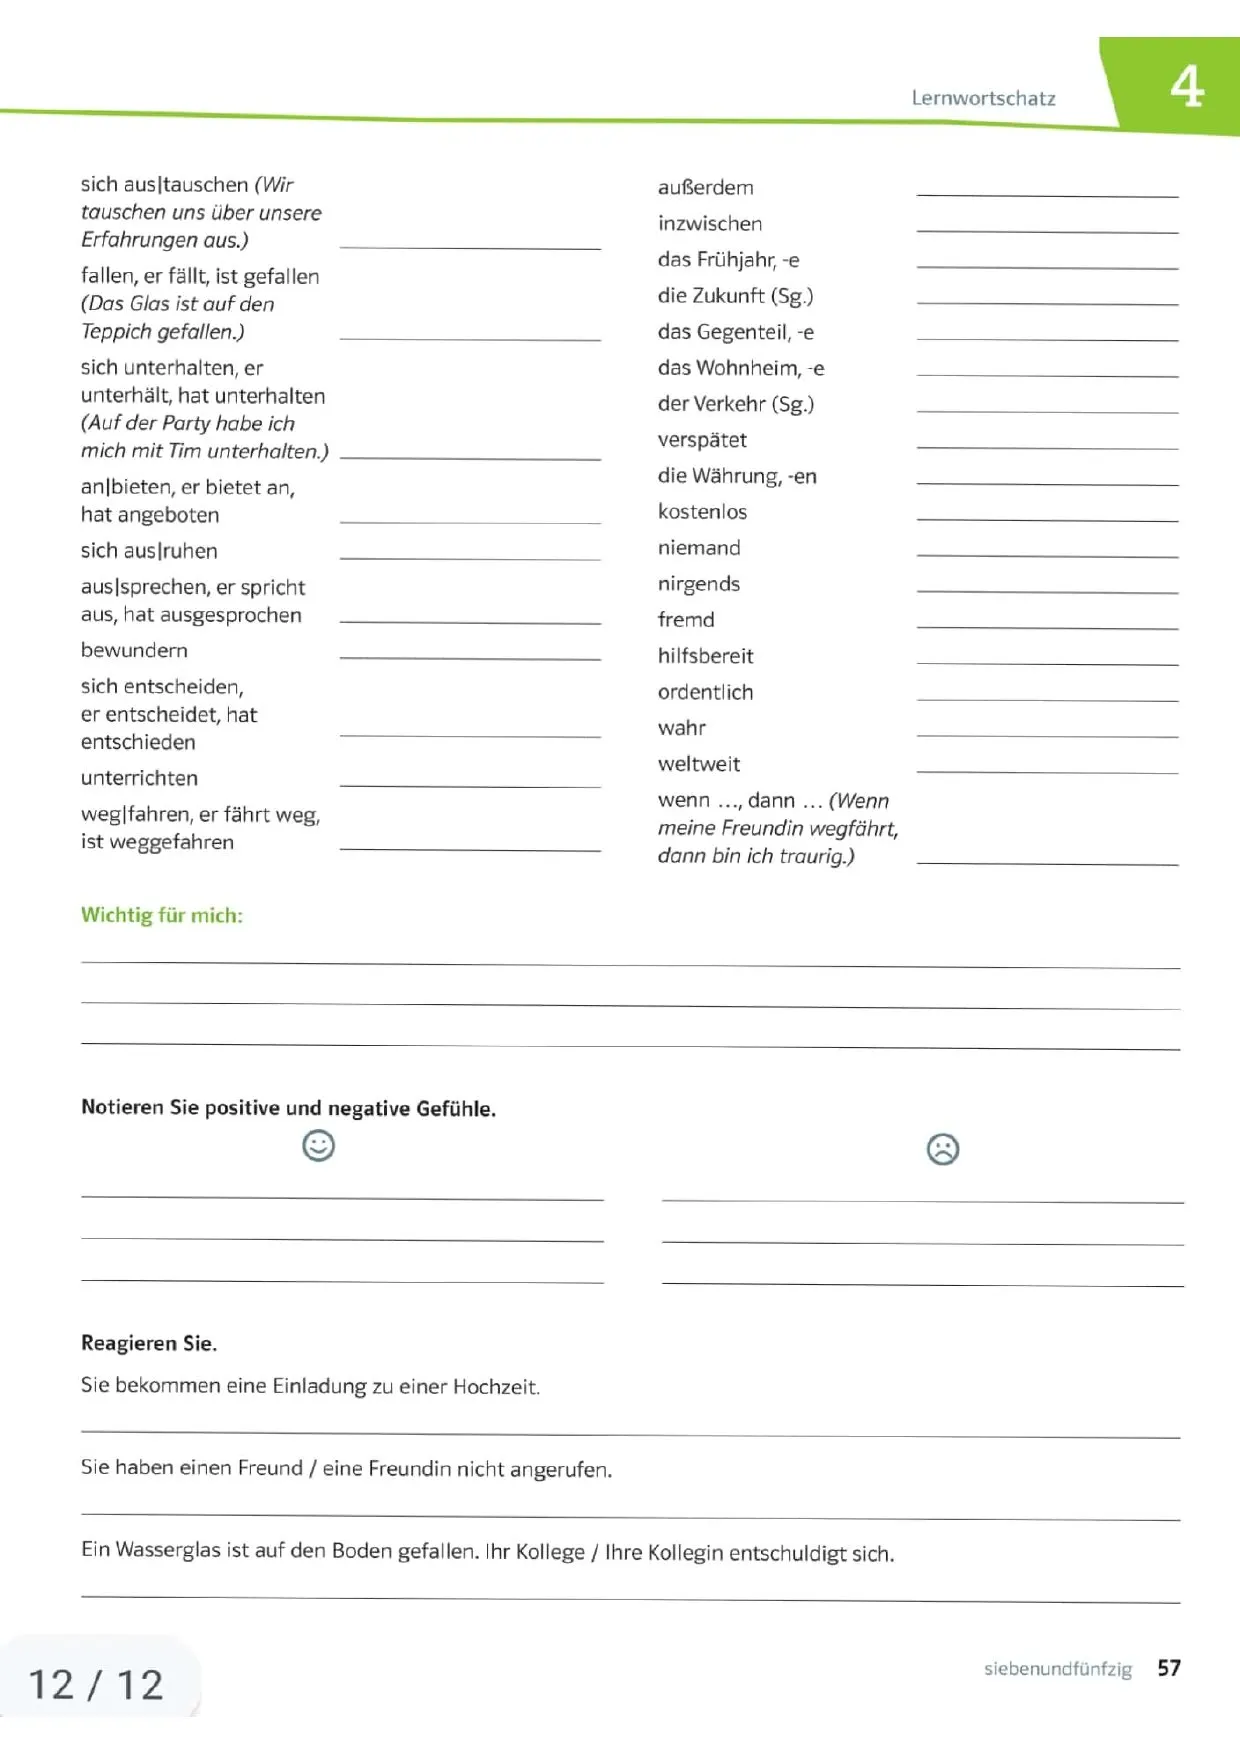 Lernwortschatz
4
sich aus|tauschen (Wir
tauschen uns über unsere
Erfahrungen aus.)
fallen, er fällt, ist gefallen
(Das Glas ist auf den
Teppich gefallen.)
sich unterhalten, er
unterhält, hat unterhalten
(Auf der Party habe ich
mich mit Tim unterhalten.)
an|bieten, er bietet an,
hat angeboten
sich aus|ruhen
aus|sprechen, er spricht
aus, hat ausgesprochen
bewundern
sich entscheiden,
er entscheidet, hat
entschieden
unterrichten
weg|fahren, er fährt weg,
ist weggefahren
außerdem
inzwischen
das Frühjahr, -e
die Zukunft (Sg.)
das Gegenteil, -e
das Wohnheim, -e
der Verkehr (Sg.)
verspätet
die Währung, -en
kostenlos
niemand
nirgends
fremd
hilfsbereit
ordentlich
wahr
weltweit
wenn ..., dann ... (Wenn
meine Freundin wegfährt,
dann bin ich traurig.)
Wichtig für mich:
Notieren Sie positive und negative Gefühle.
Reagieren Sie.
Sie bekommen eine Einladung zu einer Hochzeit.
Sie haben einen Freund / eine Freundin nicht angerufen.
Ein Wasserglas ist auf den Boden gefallen. Ihr Kollege / Ihre Kollegin entschuldigt sich.
siebenundfünfzig 57
12 / 12